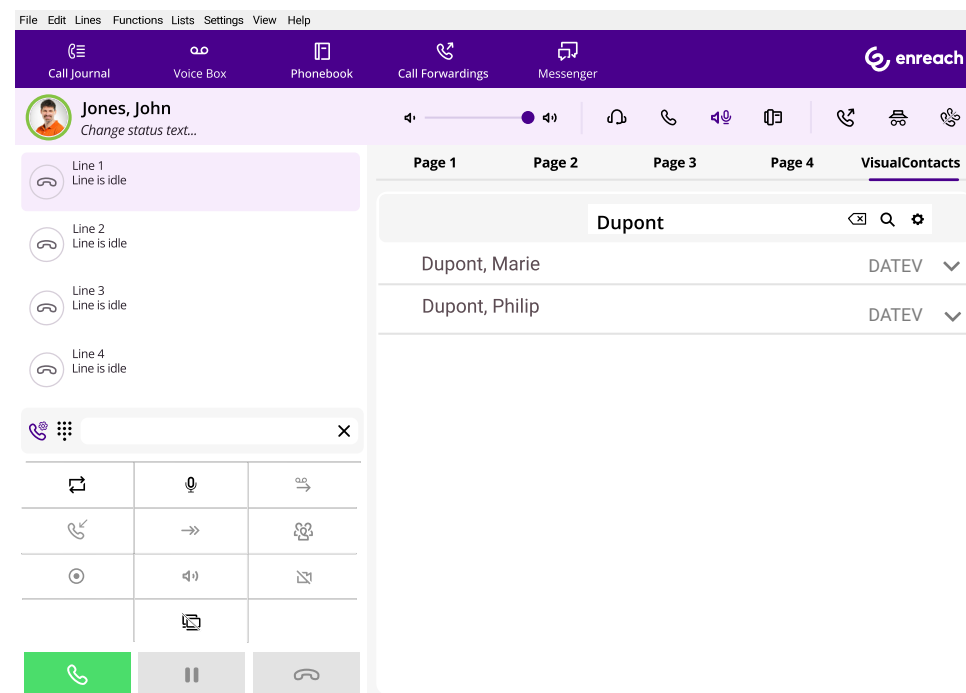 File Edit Lines Functions Lists Settings View Help
Call Journal Voice Box Phonebook Call Forwardings Messenger enreach
Jones, John
Change status text...
Page 1 Page 2 Page 3 Page 4 VisualContacts
Line 1
Line is idle
Line 2
Line is idle
Line 3
Line is idle
Line 4
Line is idle
Dupont
Dupont, Marie DATEV
Dupont, Philip DATEV